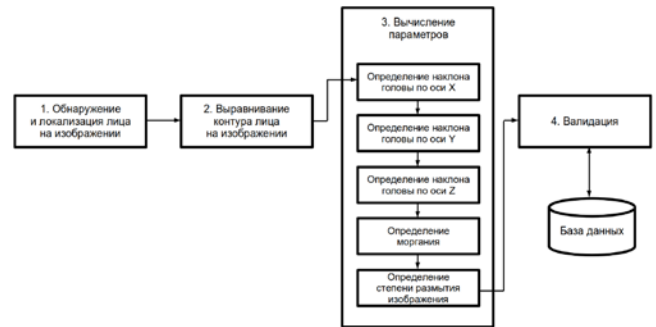 1. Обнаружение
и локализация лица
на изображении
2. Выравнивание
контура лица
на изображении
3. Вычисление
параметров
Определение наклона
головы по оси X
Определение наклона
головы по оси Y
Определение наклона
головы по оси Z
Определение
моргания
Определение
степени размытия
изображения
4. Валидация
База данных